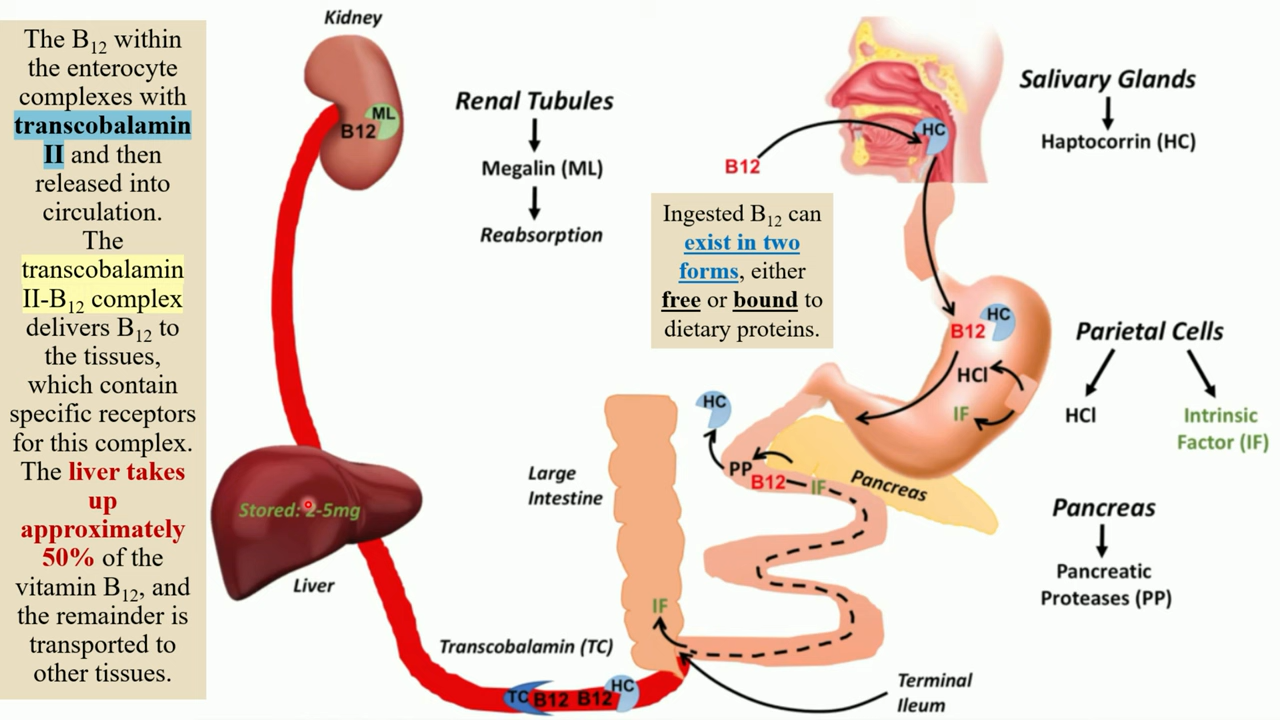 The B12 within
the enterocyte
complexes with
transcobalamin
II and then
released into
circulation.
The
transcobalamin
II-B12 complex
delivers B12 to
the tissues,
which contain
specific receptors
for this complex.
The liver takes
up
approximately
50% of the
vitamin B12, and
the remainder is
transported to
other tissues.
Kidney
ML
B12
Renal Tubules
Megalin (ML)
Reabsorption
Salivary Glands
Haptocorrin (HC)
HC
B12
Ingested B12 can
exist in two
forms, either
free or bound to
dietary proteins.
HC
B12
HCl
IF
Parietal Cells
HCl
Intrinsic
Factor (IF)
HC
PP
B12
IF
Pancreas
Large
Intestine
Pancreas
Pancreatic
Proteases (PP)
Stored: 2-5mg
Liver
IF
Transcobalamin (TC)
TC B12 B12 HC
Terminal
Ileum